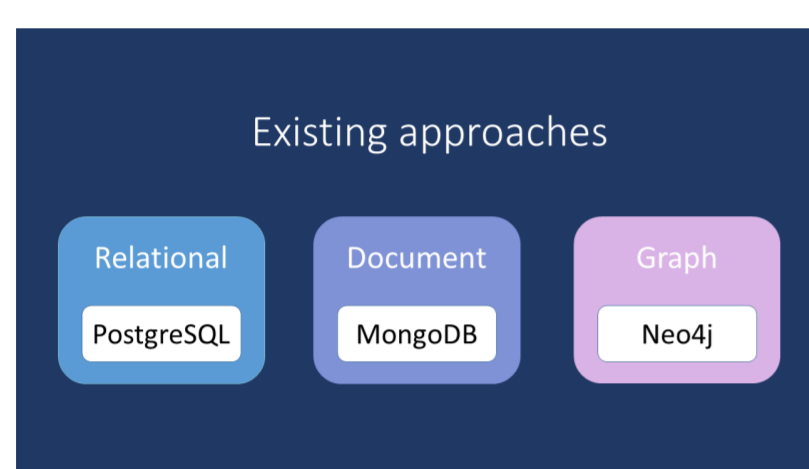 Existing approaches
Relational
PostgreSQL
Document
MongoDB
Graph
Neo4j